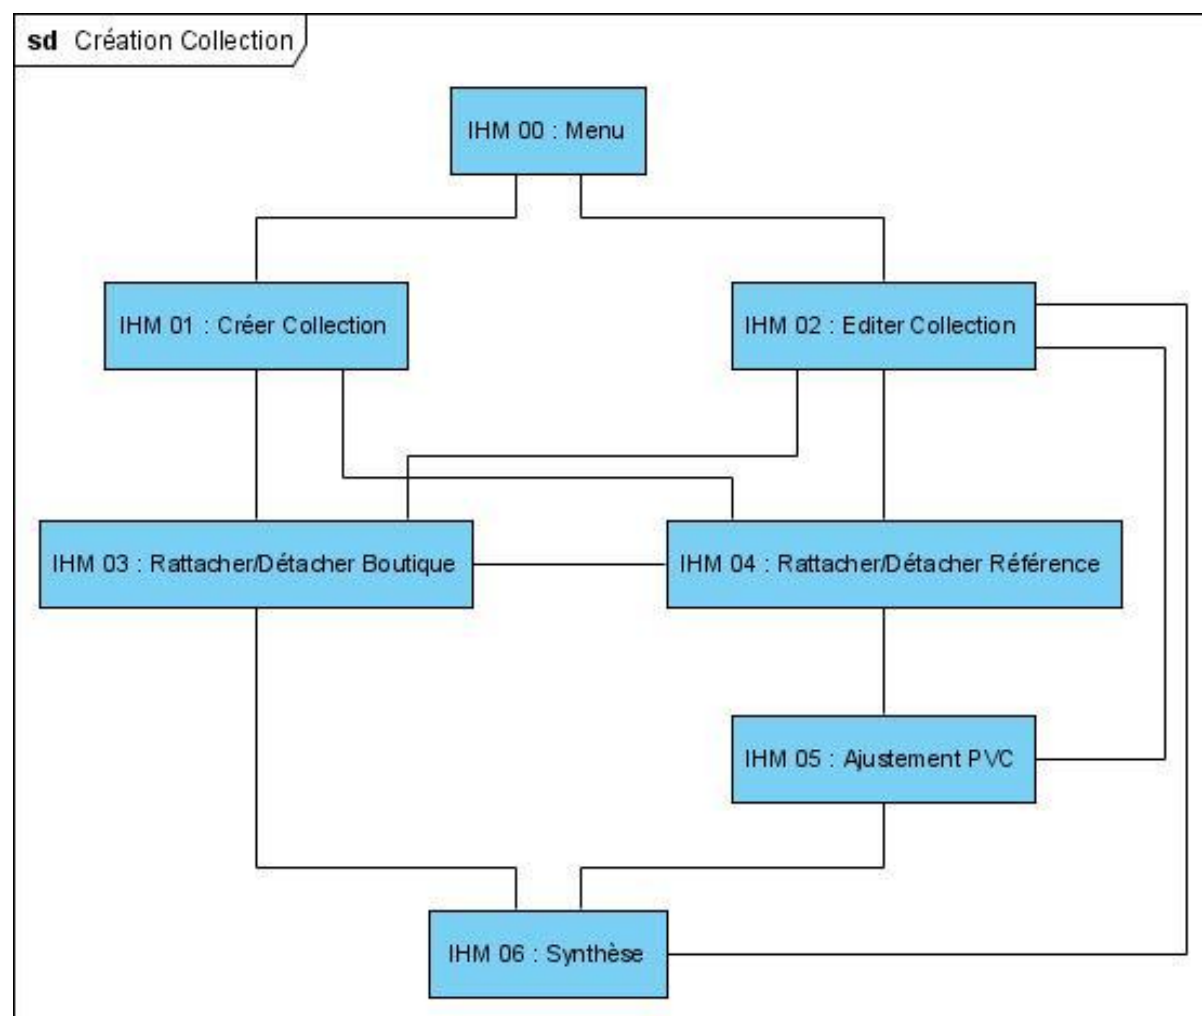 sd Création Collection
IHM 00 : Menu
IHM 01 : Créer Collection
IHM 02 : Editer Collection
IHM 03 : Rattacher/Détacher Boutique
IHM 04 : Rattacher/Détacher Référence
IHM 05 : Ajustement PVC
IHM 06 : Synthèse